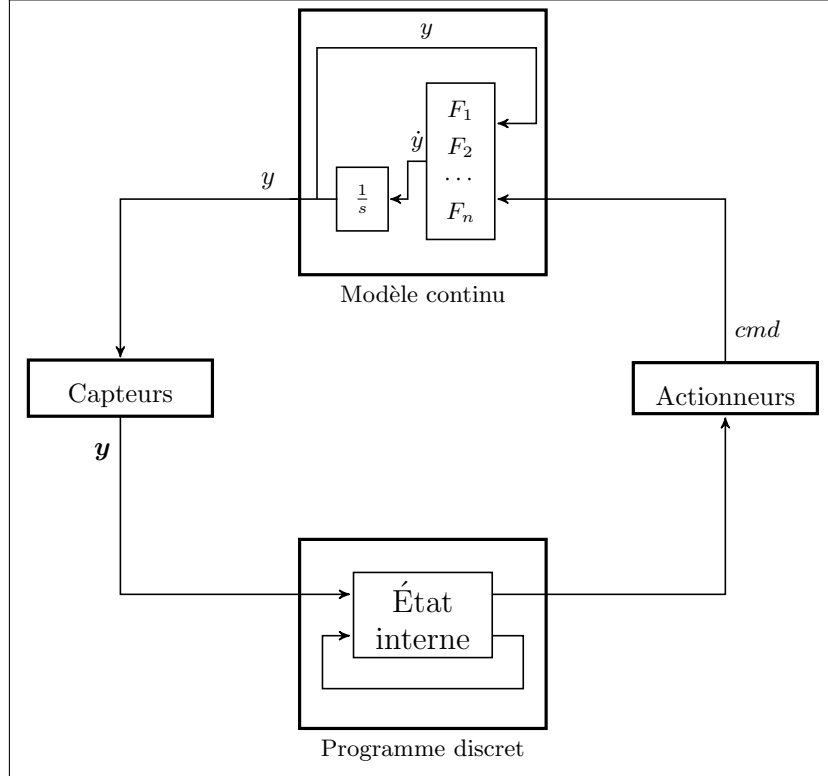 y
F₁
ẏ
F₂
...
y
1/s
Fₙ
Modèle continu
cmd
Capteurs
Actionneurs
y
État
interne
Programme discret